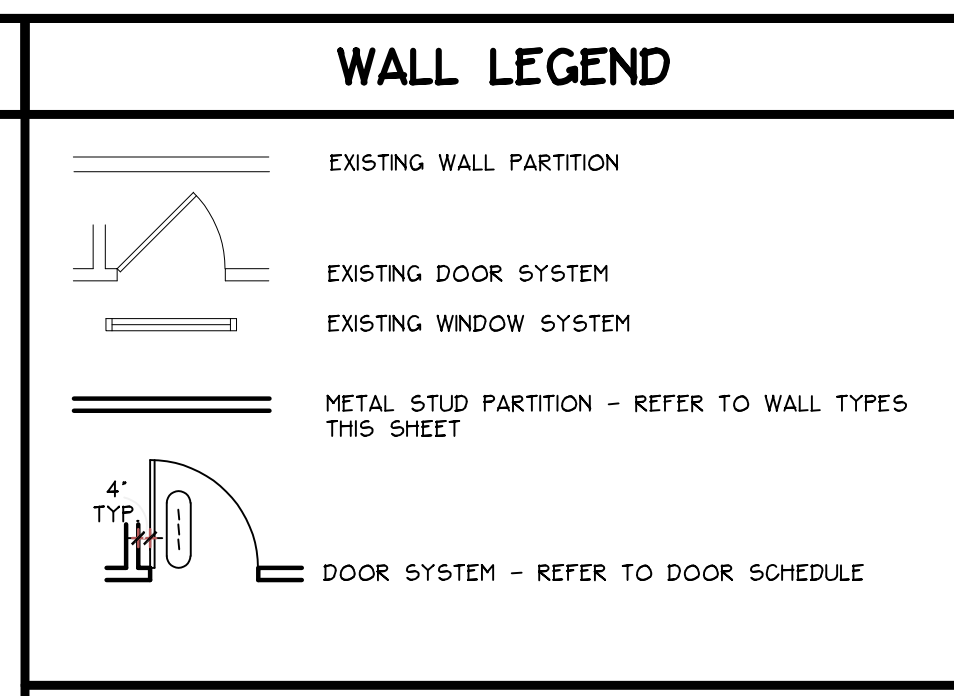 WALL LEGEND
EXISTING WALL PARTITION
EXISTING DOOR SYSTEM
EXISTING WINDOW SYSTEM
METAL STUD PARTITION - REFER TO WALL TYPES
THIS SHEET
4"
TYP.
DOOR SYSTEM - REFER TO DOOR SCHEDULE